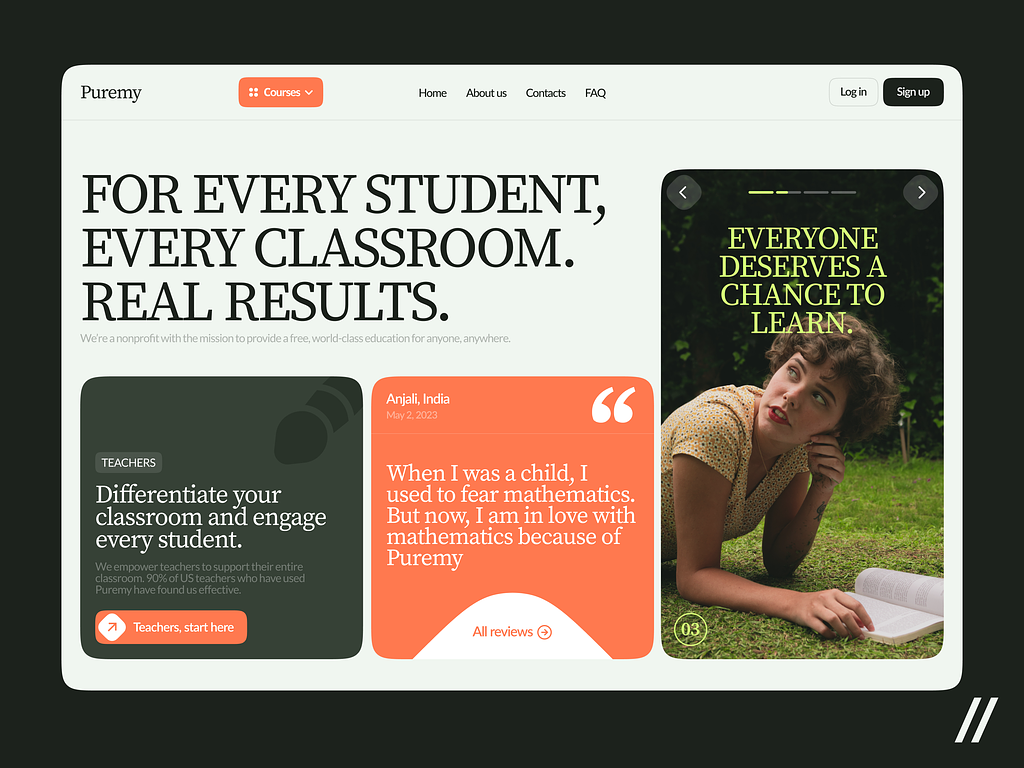 Puremy
Courses
Home
About us
Contacts
FAQ
Log in
Sign up
FOR EVERY STUDENT,
EVERY CLASSROOM.
REAL RESULTS.
We're a nonprofit with the mission to provide a free, world-class education for anyone, anywhere.
TEACHERS
Differentiate your
classroom and engage
every student.
We empower teachers to support their entire
classroom. 90% of US teachers who have used
Puremy have found us effective.
Teachers, start here
Anjali, India
May 2, 2023
When I was a child, I
used to fear mathematics.
But now, I am in love with
mathematics because of
Puremy
All reviews
EVERYONE
DESERVES A
CHANCE TO
LEARN.
03